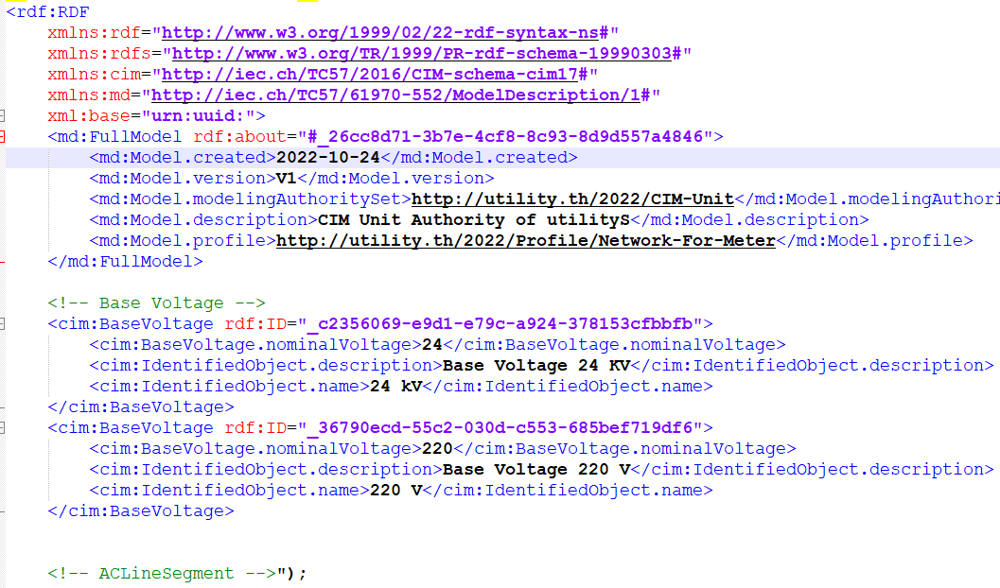 <rdf:RDF
xmlns:rdf="http://www.w3.org/1999/02/22-rdf-syntax-ns#"
xmlns:rdfs="http://www.w3.org/TR/1999/PR-rdf-schema-19990303#"
xmlns:cim="http://iec.ch/TC57/2016/CIM-schema-cim17#"
xmlns:md="http://iec.ch/TC57/61970-552/ModelDescription/1#"
xml:base="urn:uuid:">
<md:FullModel rdf:about="#_26cc8d71-3b7e-4cf8-8c93-8d9d557a4846">
<md:Model.created>2022-10-24</md:Model.created>
<md:Model.version>V1</md:Model.version>
<md:Model.modelingAuthoritySet>http://utility.th/2022/CIM-Unit</md:Model.modelingAuthori
<md:Model.description>CIM Unit Authority of utilityS</md:Model.description>
<md:Model.profile>http://utility.th/2022/Profile/Network-For-Meter</md:Model.profile>
</md:FullModel>
<!-- Base Voltage -->
<cim:BaseVoltage rdf:ID="_c2356069-e9d1-e79c-a924-378153cfbbfb">
<cim:BaseVoltage.nominalVoltage>24</cim:BaseVoltage.nominalVoltage>
<cim:IdentifiedObject.description>Base Voltage 24 KV</cim:IdentifiedObject.description>
<cim:IdentifiedObject.name>24 kV</cim:IdentifiedObject.name>
</cim:BaseVoltage>
<cim:BaseVoltage rdf:ID="_36790ecd-55c2-030d-c553-685bef719df6">
<cim:BaseVoltage.nominalVoltage>220</cim:BaseVoltage.nominalVoltage>
<cim:IdentifiedObject.description>Base Voltage 220 V</cim:IdentifiedObject.description>
<cim:IdentifiedObject.name>220 V</cim:IdentifiedObject.name>
</cim:BaseVoltage>
<!-- ACLineSegment -->");